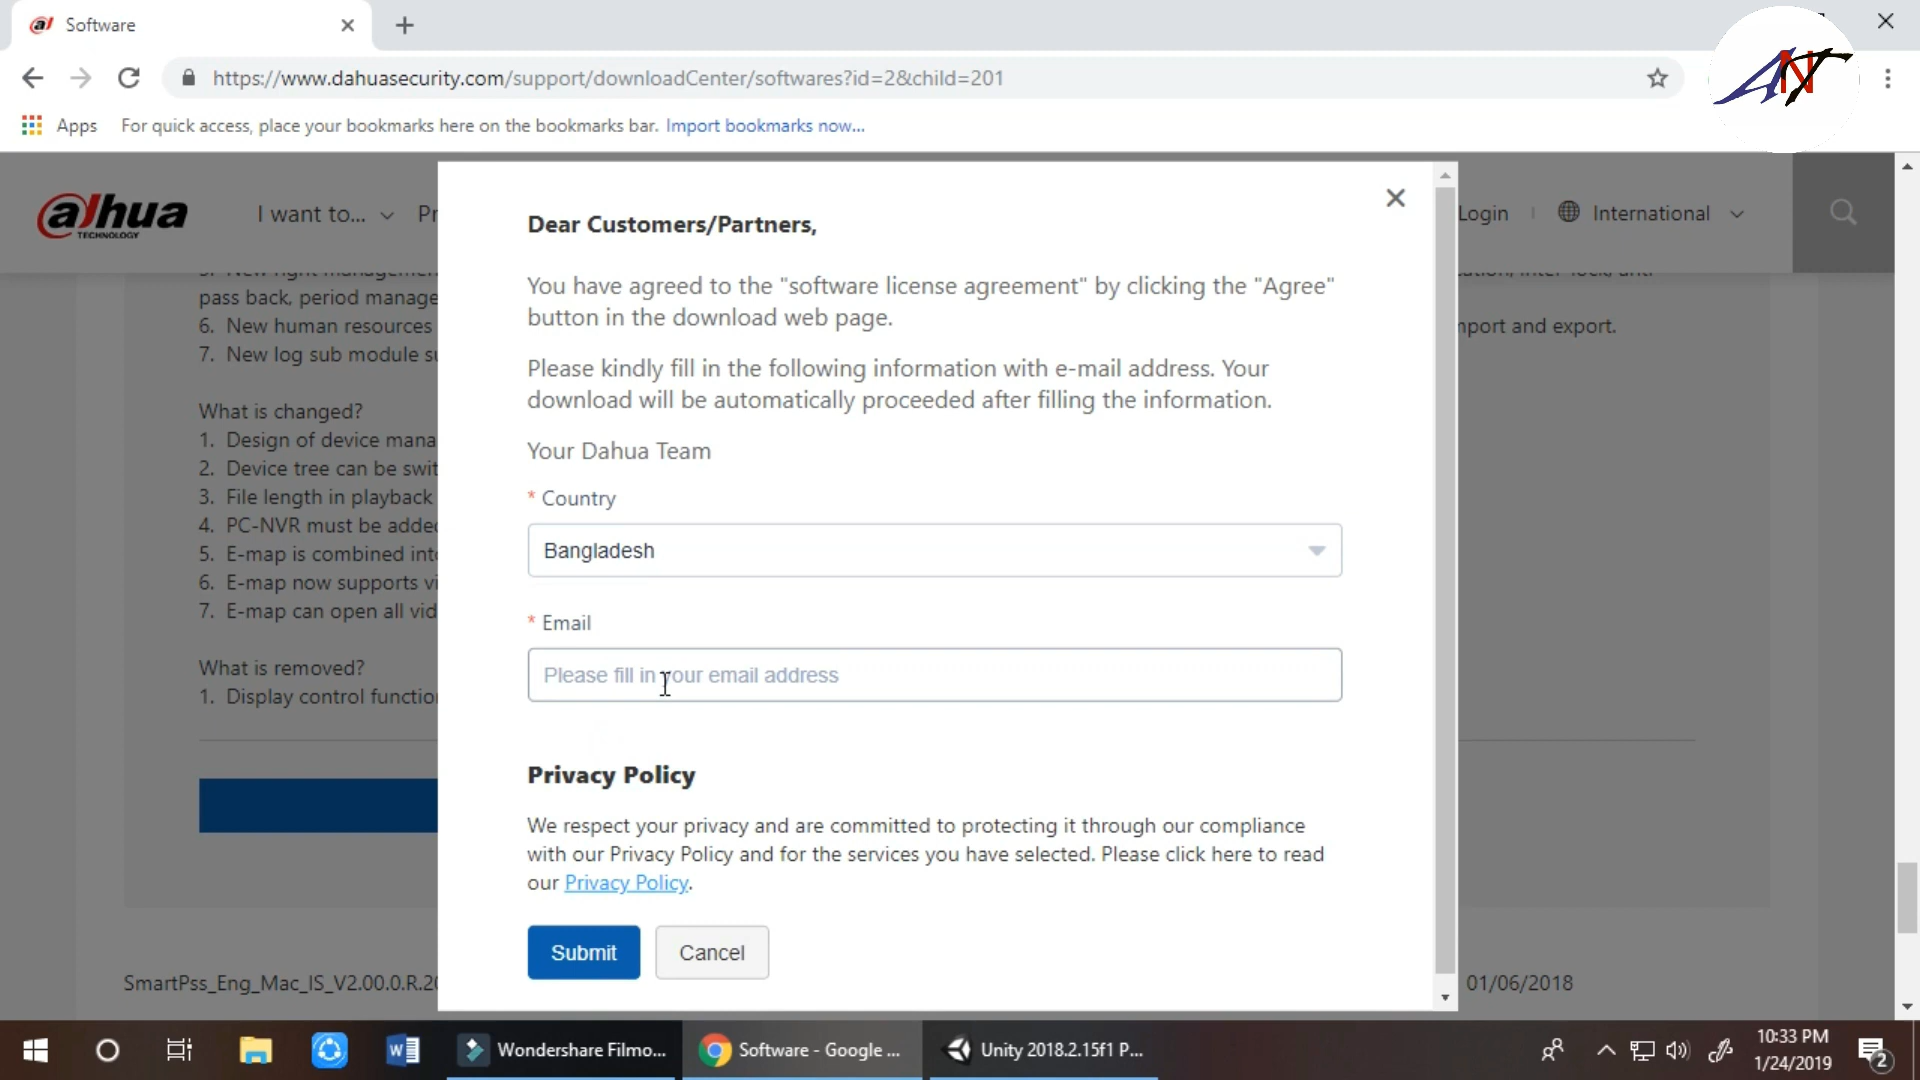 Software
https://www.dahuasecurity.com/support/downloadCenter/softwares?id=2&child=201
Apps For quick access, place your bookmarks here on the bookmarks bar. Import bookmarks now...
ANT
alhua
TECHNOLOGY
I want to... Pr
Login
International
Dear Customers/Partners,
You have agreed to the "software license agreement" by clicking the "Agree"
button in the download web page.
Please kindly fill in the following information with e-mail address. Your
download will be automatically proceeded after filling the information.
Your Dahua Team
* Country
Bangladesh
* Email
Please fill in your email address
Privacy Policy
We respect your privacy and are committed to protecting it through our compliance
with our Privacy Policy and for the services you have selected. Please click here to read
our Privacy Policy.
Submit
Cancel
pass back, period manage
6. New human resources
mport and export.
7. New log sub module su
What is changed?
1. Design of device mana
2. Device tree can be swit
3. File length in playback
4. PC-NVR must be added
5. E-map is combined into
6. E-map now supports vi
7. E-map can open all vid
What is removed?
1. Display control function
SmartPss_Eng_Mac_IS_V2.00.0.R.20
01/06/2018
Wondershare Filmo...
Software - Google ...
Unity 2018.2.15f1 P...
10:33 PM
1/24/2019
2